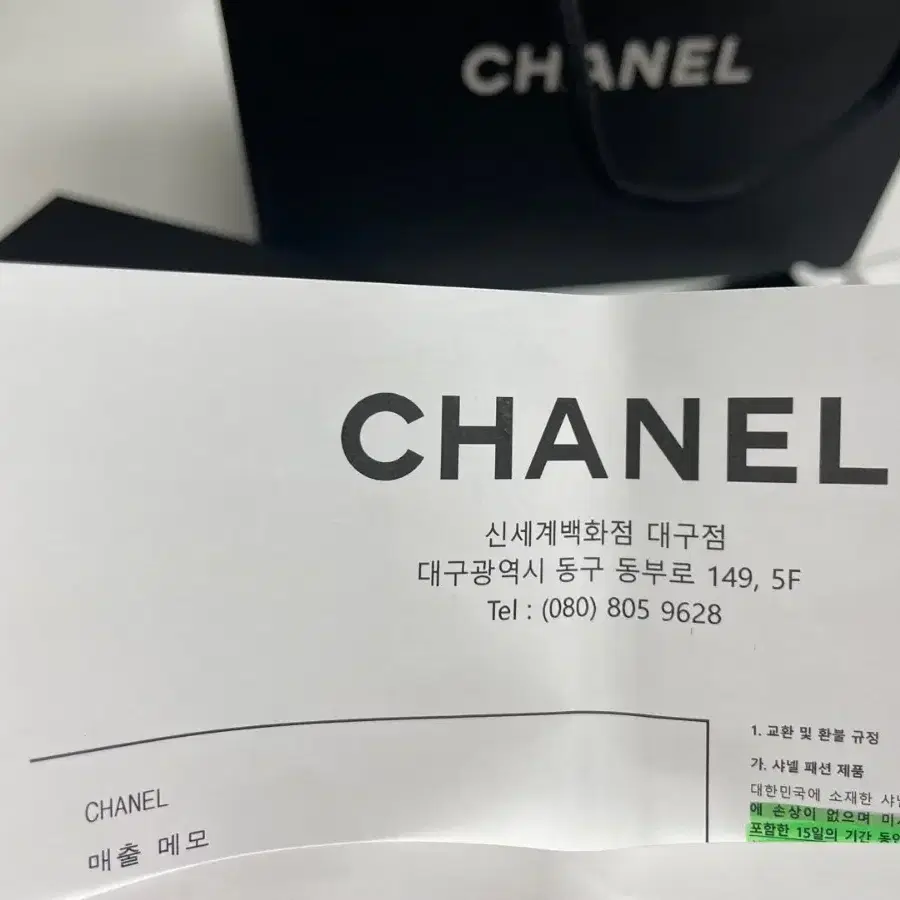 CHANEL
CHANEL
신세계백화점 대구점
대구광역시 동구 동부로 149, 5F
Tel : (080) 805 9628
CHANEL
매출 메모
1. 교환 및 환불 규정
가. 샤넬 패션 제품
대한민국에 소재한
에 손상이 없으며
포함한 15일의 기간